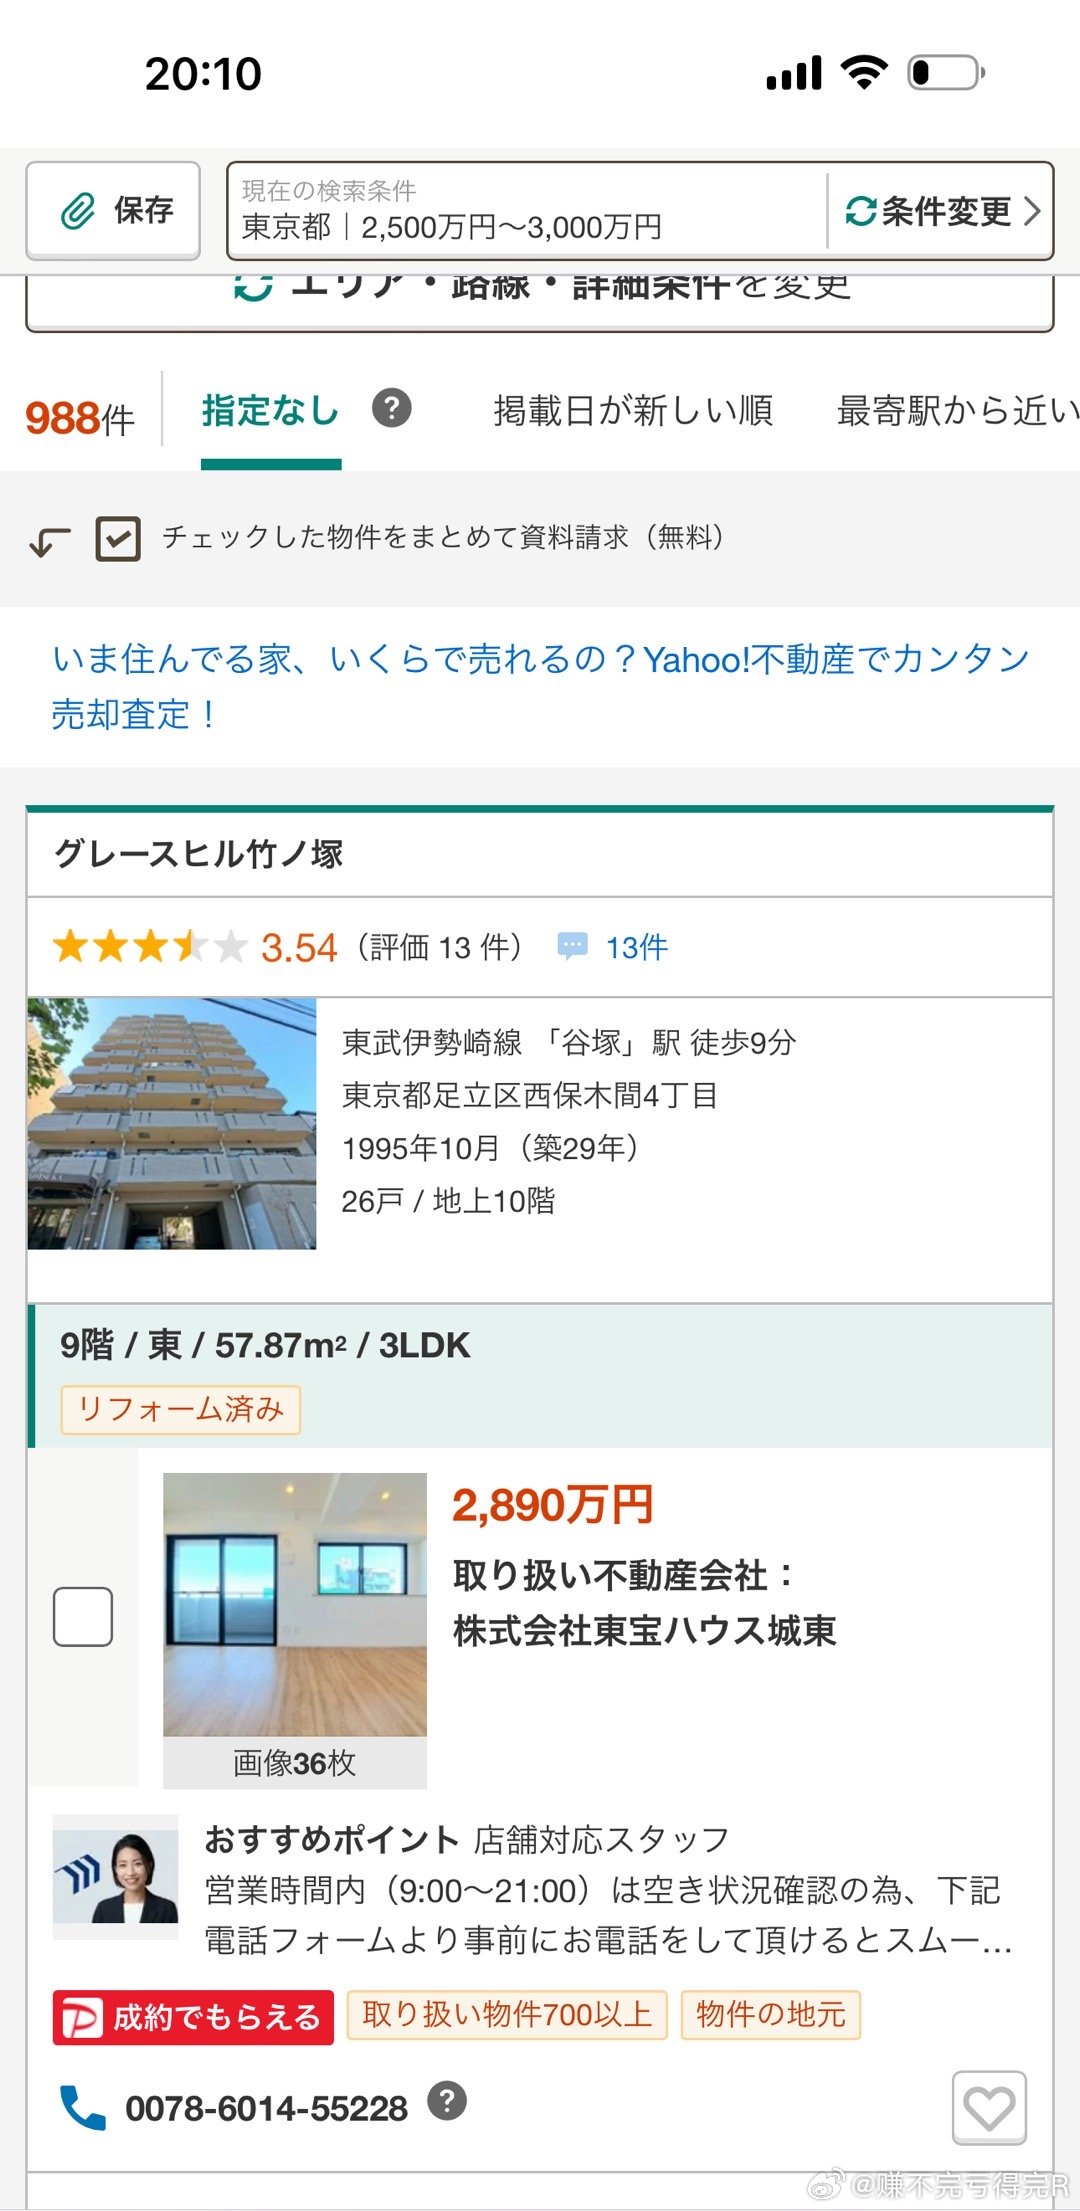 20:10
保存
現在の検索条件
東京都｜2,500万円〜3,000万円
条件変更
エリア・路線・詳細条件を変更
988件
指定なし
?
掲載日が新しい順
最寄駅から近い
チェックした物件をまとめて資料請求（無料）
いま住んでる家、いくらで売れるの？Yahoo!不動産でカンタン
売却査定！
グレースヒル竹ノ塚
3.54（評価 13 件） 13件
東武伊勢崎線 「谷塚」駅 徒歩9分
東京都足立区西保木間4丁目
1995年10月（築29年）
26戸 / 地上10階
9階 / 東 / 57.87m² / 3LDK
リフォーム済み
2,890万円
取り扱い不動産会社：
株式会社東宝ハウス城東
画像36枚
おすすめポイント 店舗対応スタッフ
営業時間内（9:00〜21:00）は空き状況確認の為、下記
電話フォームより事前にお電話をして頂けるとスムー…
P 成約でもらえる
取り扱い物件700以上
物件の地元
0078-6014-55228
?
@赚不完亏得完R